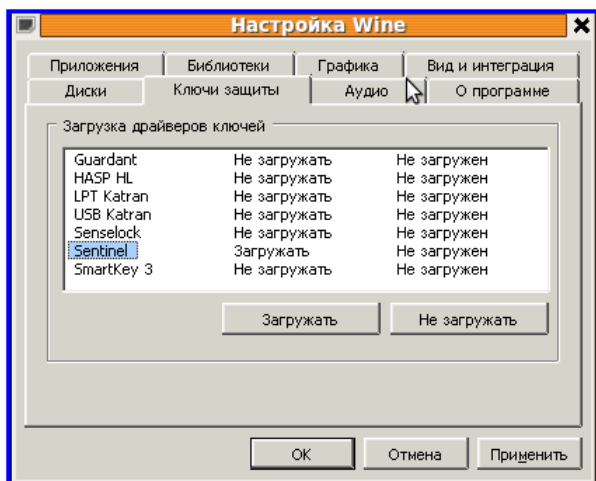 Настройка Wine
Приложения Библиотеки Графика Вид и интеграция
Диски Ключи защиты Аудио О программе
Загрузка драйверов ключей
Guardant Не загружать Не загружен
HASP HL Не загружать Не загружен
LPT Katran Не загружать Не загружен
USB Katran Не загружать Не загружен
Senselock Не загружать Не загружен
Sentinel Загружать Не загружен
SmartKey 3 Не загружать Не загружен
Загружать Не загружать
OK Отмена Применить